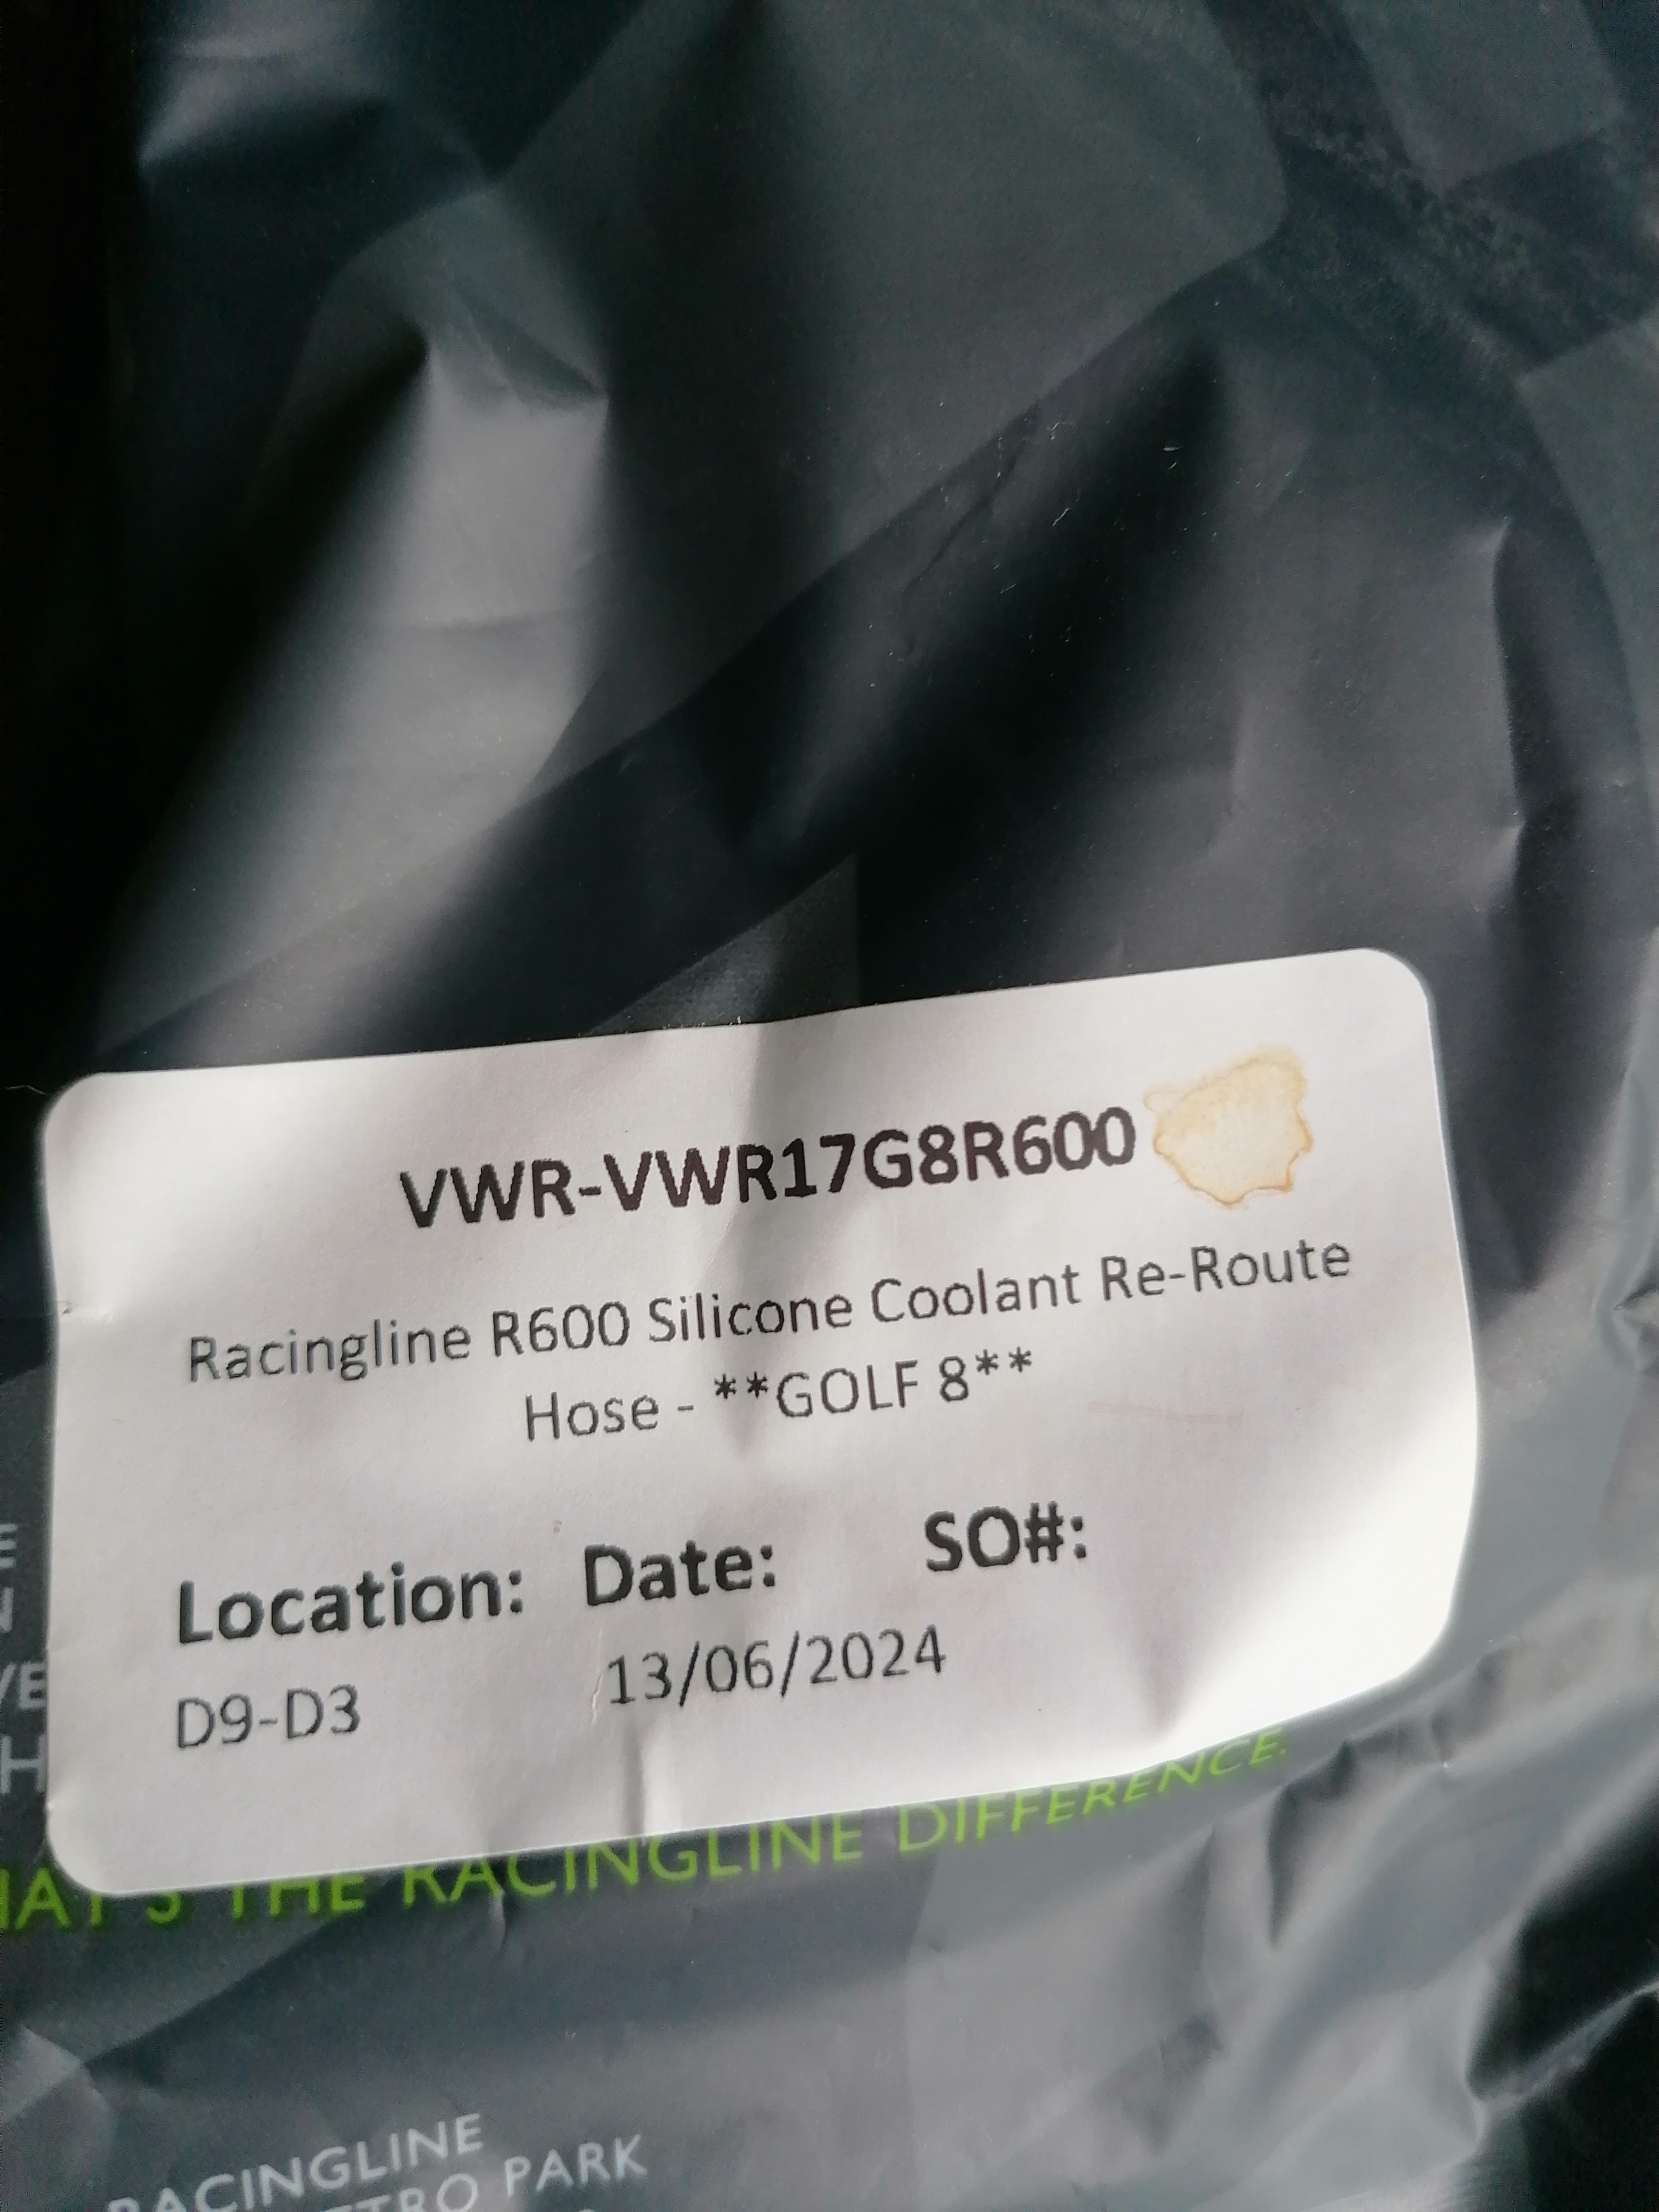 VWR-VWR17G8R600
Racingline R600 Silicone Coolant Re-Route
Hose - **GOLF 8**
Location: Date: SO#:
D9-D3 13/06/2024
THE RACINGLINE DIFFERENCE.
RACINGLINE
PARK